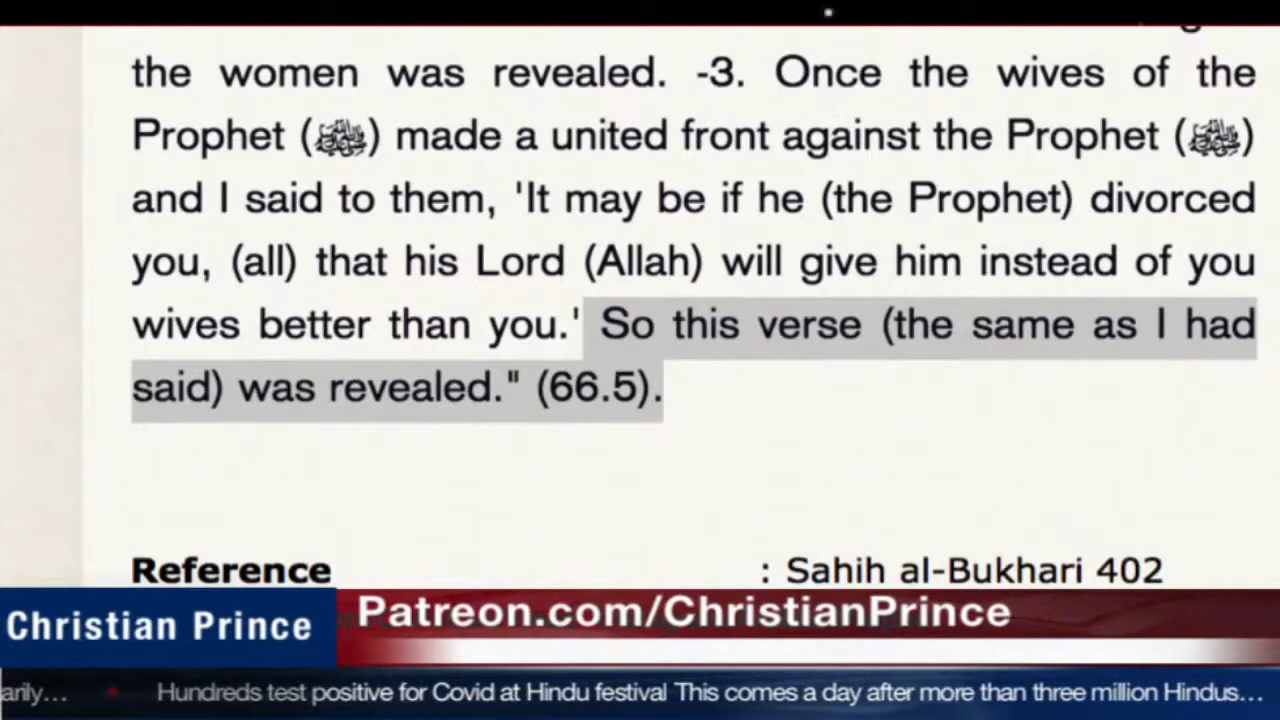 the women was revealed. -3. Once the wives of the
Prophet (ﷺ) made a united front against the Prophet (ﷺ)
and I said to them, 'It may be if he (the Prophet) divorced
you, (all) that his Lord (Allah) will give him instead of you
wives better than you.' So this verse (the same as I had
said) was revealed." (66.5).
Reference : Sahih al-Bukhari 402
Christian Prince
Patreon.com/ChristianPrince
arily… Hundreds test positive for Covid at Hindu festival This comes a day after more than three million Hindus…